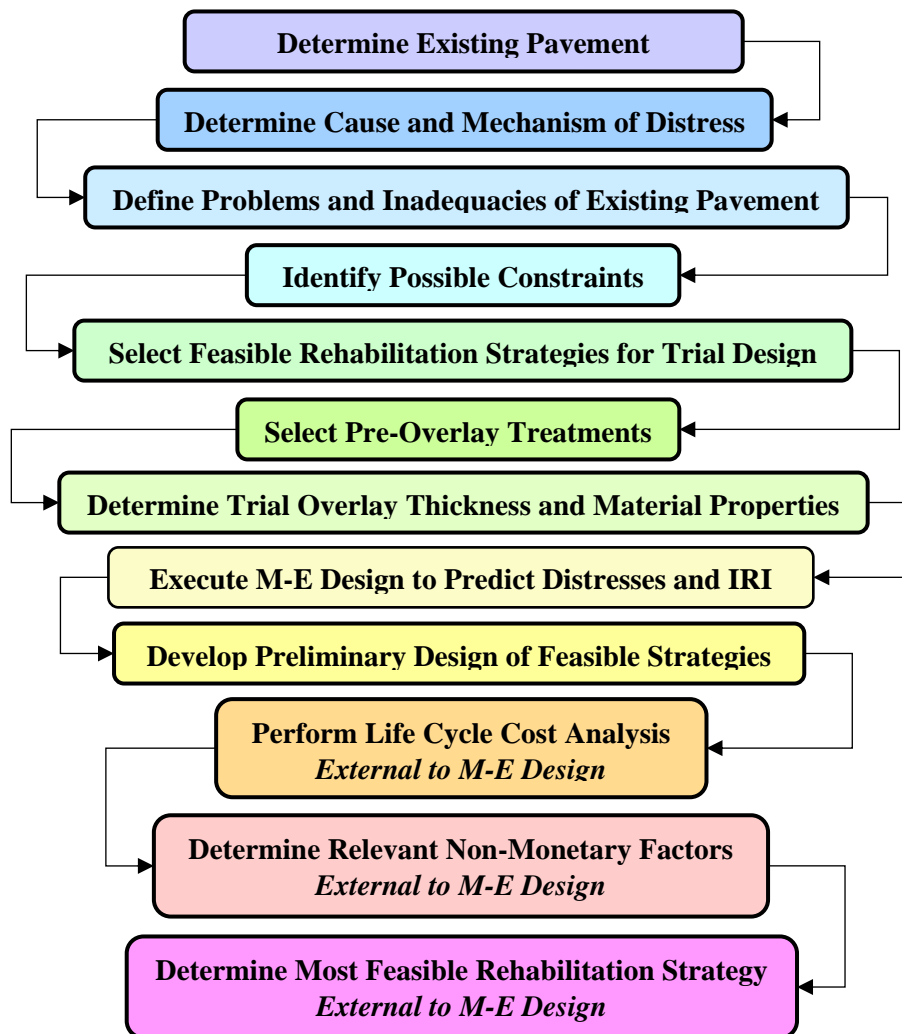 Determine Existing Pavement
Determine Cause and Mechanism of Distress
Define Problems and Inadequacies of Existing Pavement
Identify Possible Constraints
Select Feasible Rehabilitation Strategies for Trial Design
Select Pre-Overlay Treatments
Determine Trial Overlay Thickness and Material Properties
Execute M-E Design to Predict Distresses and IRI
Develop Preliminary Design of Feasible Strategies
Perform Life Cycle Cost Analysis
External to M-E Design
Determine Relevant Non-Monetary Factors
External to M-E Design
Determine Most Feasible Rehabilitation Strategy
External to M-E Design